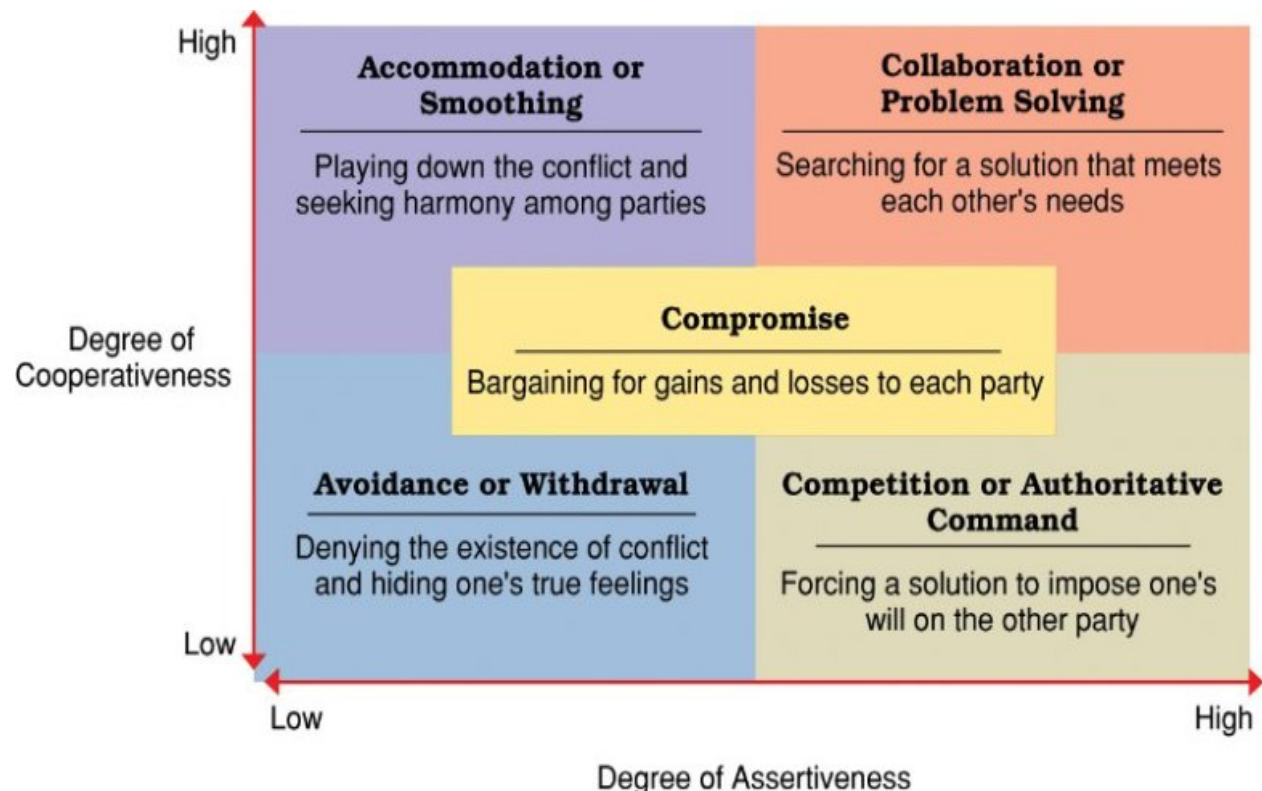 High
Accommodation or
Smoothing
Playing down the conflict and
seeking harmony among parties
Collaboration or
Problem Solving
Searching for a solution that meets
each other's needs
Degree of
Cooperativeness
Compromise
Bargaining for gains and losses to each party
Avoidance or Withdrawal
Denying the existence of conflict
and hiding one's true feelings
Competition or Authoritative
Command
Forcing a solution to impose one's
will on the other party
Low
Low
High
Degree of Assertiveness